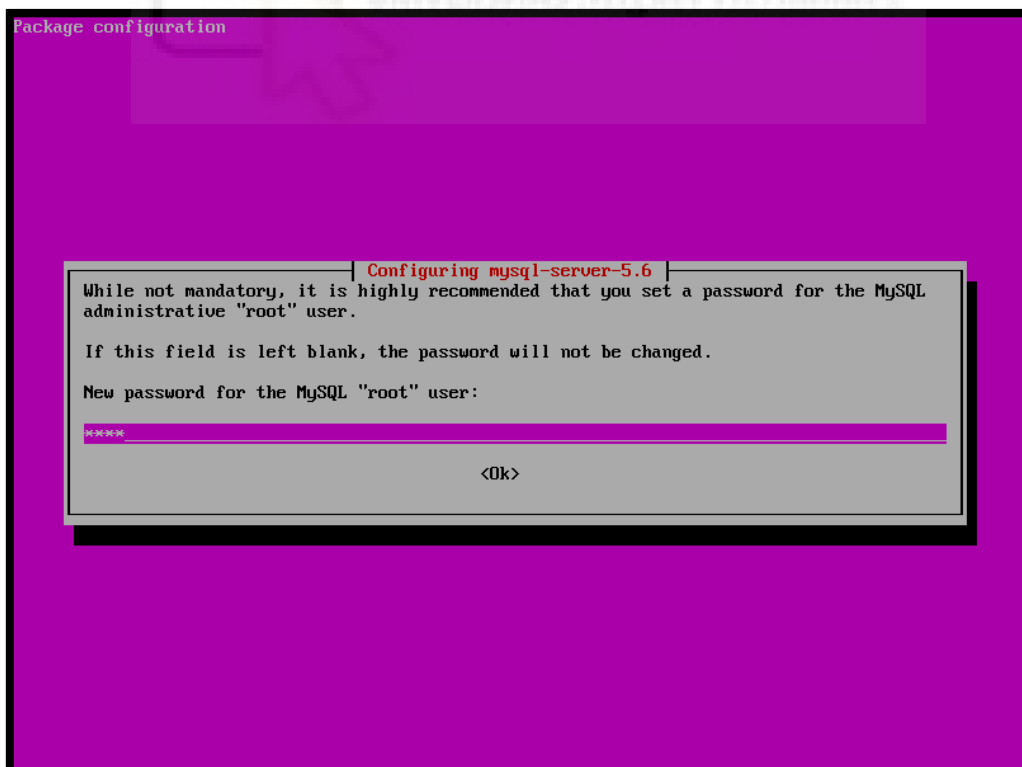 Package configuration
Configuring mysql-server-5.6
While not mandatory, it is highly recommended that you set a password for the MySQL
administrative "root" user.
If this field is left blank, the password will not be changed.
New password for the MySQL "root" user:
****
<Ok>